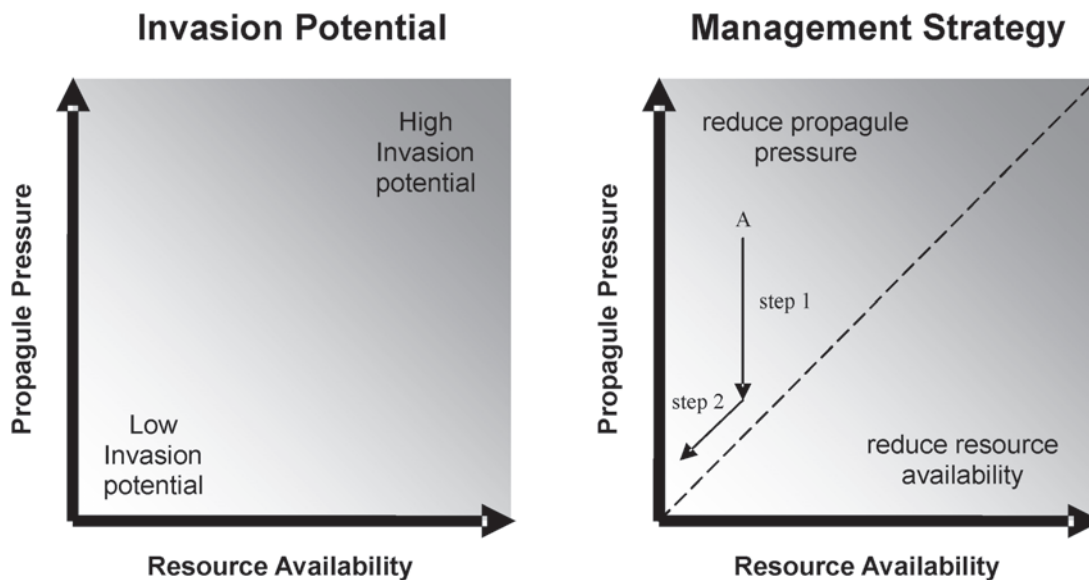 Invasion Potential
Propagule Pressure
High
Invasion
potential
Low
Invasion
potential
Resource Availability
Management Strategy
Propagule Pressure
reduce propagule
pressure
A
step 1
step 2
reduce resource
availability
Resource Availability